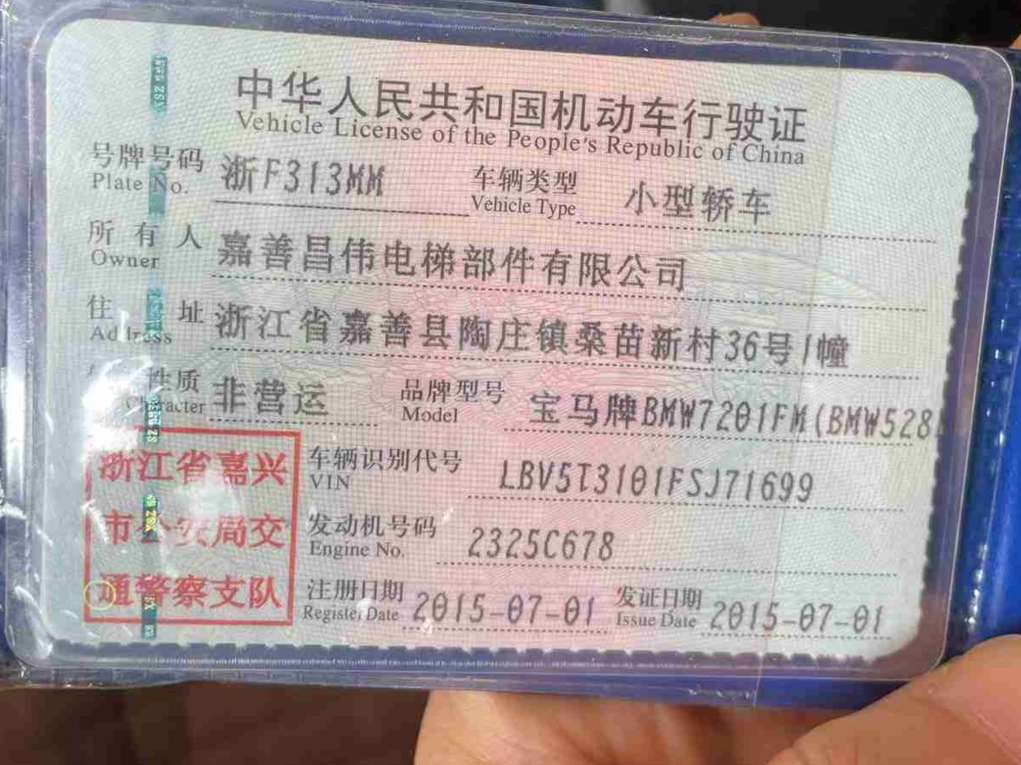 中华人民共和国机动车行驶证
Vehicle License of the People's Republic of China
号牌号码 浙F313MM 车辆类型 小型轿车
Plate No. Vehicle Type
所有人 嘉善昌伟电梯部件有限公司
Owner
住址 浙江省嘉善县陶庄镇桑苗新村36号1幢
Address
性质 非营运 品牌型号 宝马牌BMW7201FM(BMW528
Character Model
浙江省嘉兴 车辆识别代号 LBV5T3101FSJ71699
VIN
市公安局交 发动机号码 2325C678
Engine No.
通警察支队 注册日期 2015-07-01 发证日期 2015-07-01
Register Date Issue Date